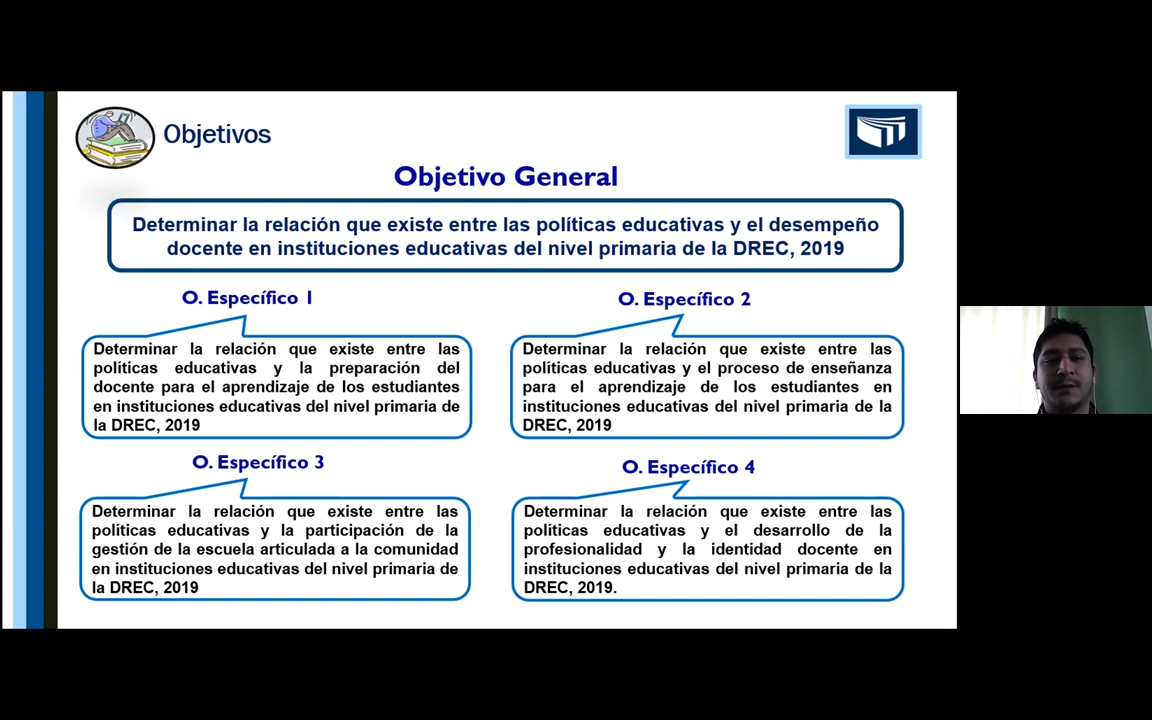 Objetivos
Objetivo General
Determinar la relación que existe entre las políticas educativas y el desempeño
docente en instituciones educativas del nivel primaria de la DREC, 2019
O. Específico 1
Determinar la relación que existe entre las
políticas educativas y la preparación del
docente para el aprendizaje de los estudiantes
en instituciones educativas del nivel primaria de
la DREC, 2019
O. Específico 2
Determinar la relación que existe entre las
políticas educativas y el proceso de enseñanza
para el aprendizaje de los estudiantes en
instituciones educativas del nivel primaria de la
DREC, 2019
O. Específico 3
Determinar la relación que existe entre las
políticas educativas y la participación de la
gestión de la escuela articulada a la comunidad
en instituciones educativas del nivel primaria de
la DREC, 2019
O. Específico 4
Determinar la relación que existe entre las
políticas educativas y el desarrollo de la
profesionalidad y la identidad docente en
instituciones educativas del nivel primaria de la
DREC, 2019.